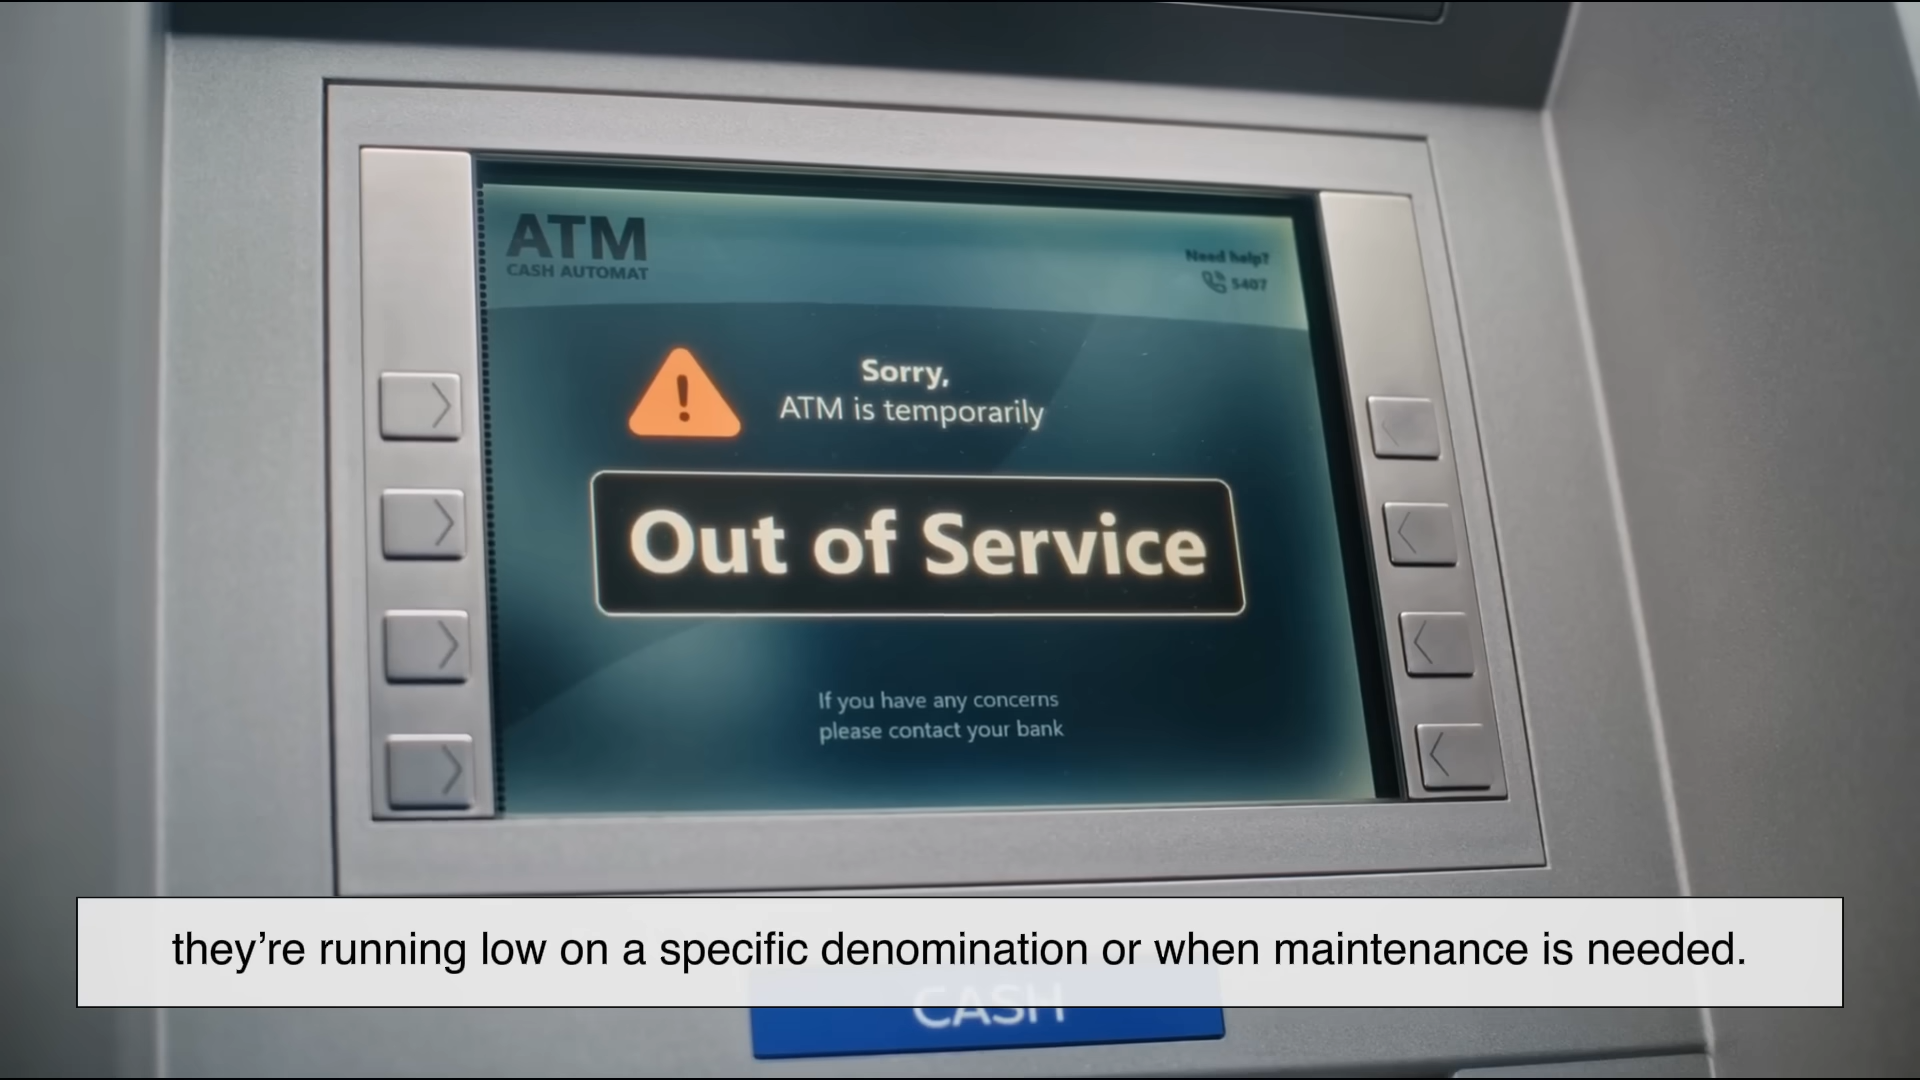 ATM
CASH AUTOMAT
Need help?
5407
Sorry,
ATM is temporarily
Out of Service
If you have any concerns
please contact your bank
they’re running low on a specific denomination or when maintenance is needed.
CASH